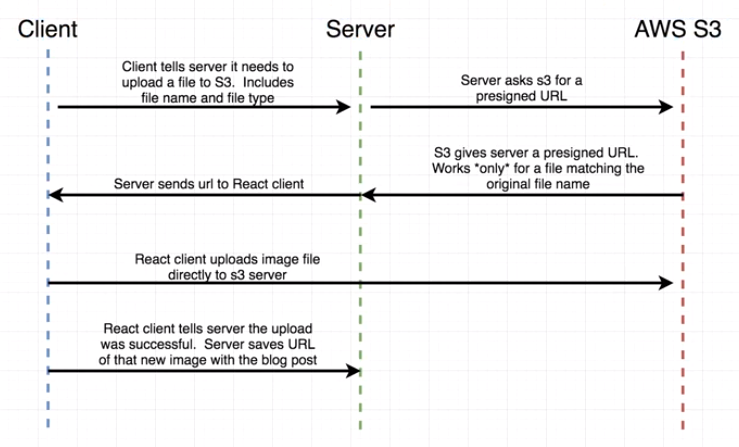 Client
Server
AWS S3
Client tells server it needs to
upload a file to S3. Includes
file name and file type
Server asks s3 for a
presigned URL
S3 gives server a presigned URL.
Works *only* for a file matching the
original file name
Server sends url to React client
React client uploads image file
directly to s3 server
React client tells server the upload
was successful. Server saves URL
of that new image with the blog post